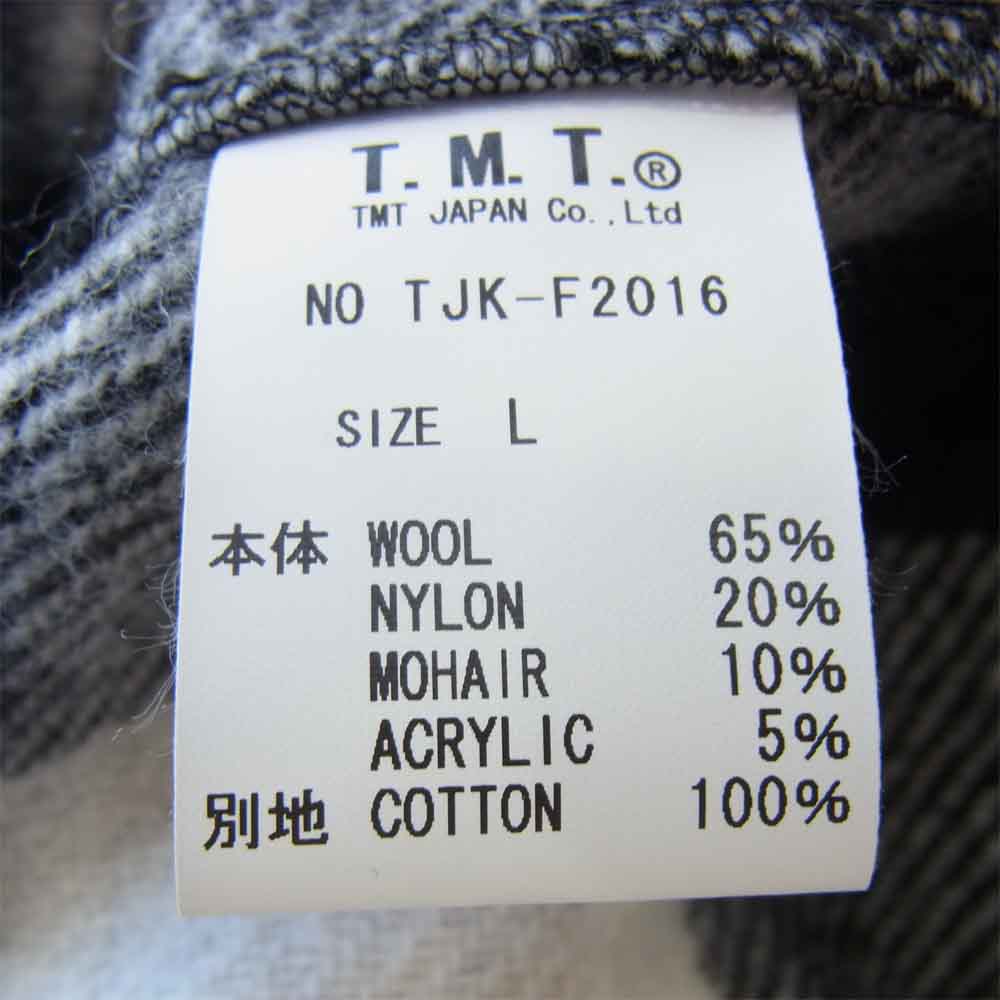 T.M.T.®
TMT JAPAN Co.,Ltd
NO TJK-F2016
SIZE L
本体 WOOL 65%
NYLON 20%
MOHAIR 10%
ACRYLIC 5%
別地 COTTON 100%